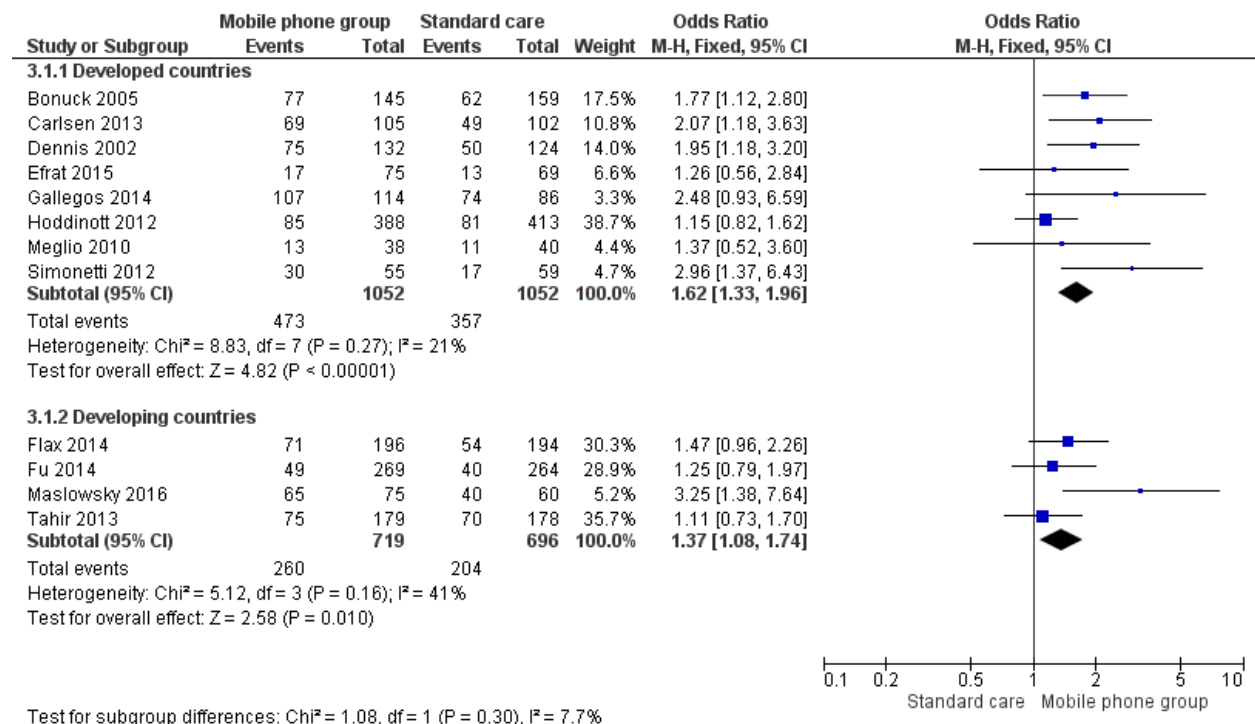 Mobile phone group Standard care Odds Ratio Odds Ratio
Study or Subgroup Events Total Events Total Weight M-H, Fixed, 95% CI M-H, Fixed, 95% CI
3.1.1 Developed countries
Bonuck 2005 77 145 62 159 17.5% 1.77 [1.12, 2.80]
Carlsen 2013 69 105 49 102 10.8% 2.07 [1.18, 3.63]
Dennis 2002 75 132 50 124 14.0% 1.95 [1.18, 3.20]
Efrat 2015 17 75 13 69 6.6% 1.26 [0.56, 2.84]
Gallegos 2014 107 114 74 86 3.3% 2.48 [0.93, 6.59]
Hoddinott 2012 85 388 81 413 38.7% 1.15 [0.82, 1.62]
Meglio 2010 13 38 11 40 4.4% 1.37 [0.52, 3.60]
Simonetti 2012 30 55 17 59 4.7% 2.96 [1.37, 6.43]
Subtotal (95% CI) 1052 1052 100.0% 1.62 [1.33, 1.96]
Total events 473 357
Heterogeneity: Chi² = 8.83, df = 7 (P = 0.27); I² = 21%
Test for overall effect: Z = 4.82 (P < 0.00001)
3.1.2 Developing countries
Flax 2014 71 196 54 194 30.3% 1.47 [0.96, 2.26]
Fu 2014 49 269 40 264 28.9% 1.25 [0.79, 1.97]
Maslowsky 2016 65 75 40 60 5.2% 3.25 [1.38, 7.64]
Tahir 2013 75 179 70 178 35.7% 1.11 [0.73, 1.70]
Subtotal (95% CI) 719 696 100.0% 1.37 [1.08, 1.74]
Total events 260 204
Heterogeneity: Chi² = 5.12, df = 3 (P = 0.16); I² = 41%
Test for overall effect: Z = 2.58 (P = 0.010)
0.1 0.2 0.5 1 2 5 10
Standard care Mobile phone group
Test for subgroup differences: Chi² = 1.08, df = 1 (P = 0.30), I² = 7.7%